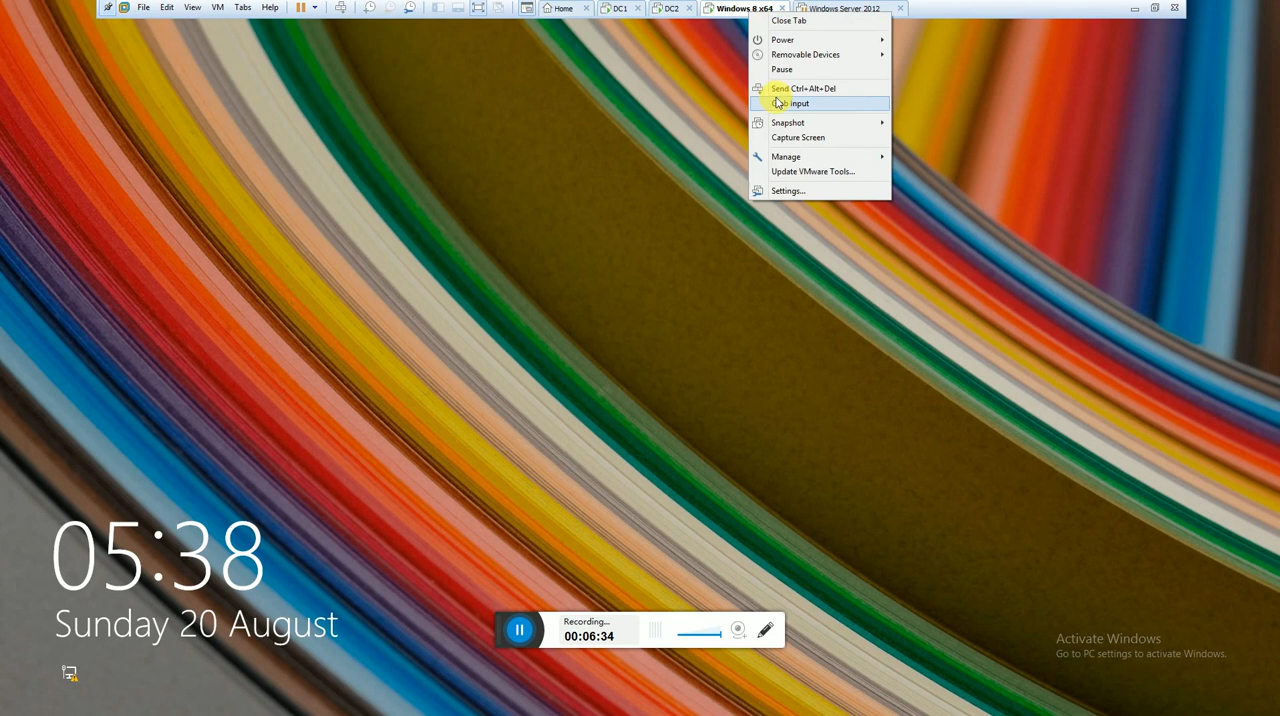 File Edit View VM Tabs Help Home DC1 DC2 Windows 8 x64 Windows Server 2012
Close Tab
Power
Removable Devices
Pause
Send Ctrl+Alt+Del
input
Snapshot
Capture Screen
Manage
Update VMware Tools...
Settings...
05:38
Sunday 20 August
Recording...
00:06:34
Activate Windows
Go to PC settings to activate Windows.